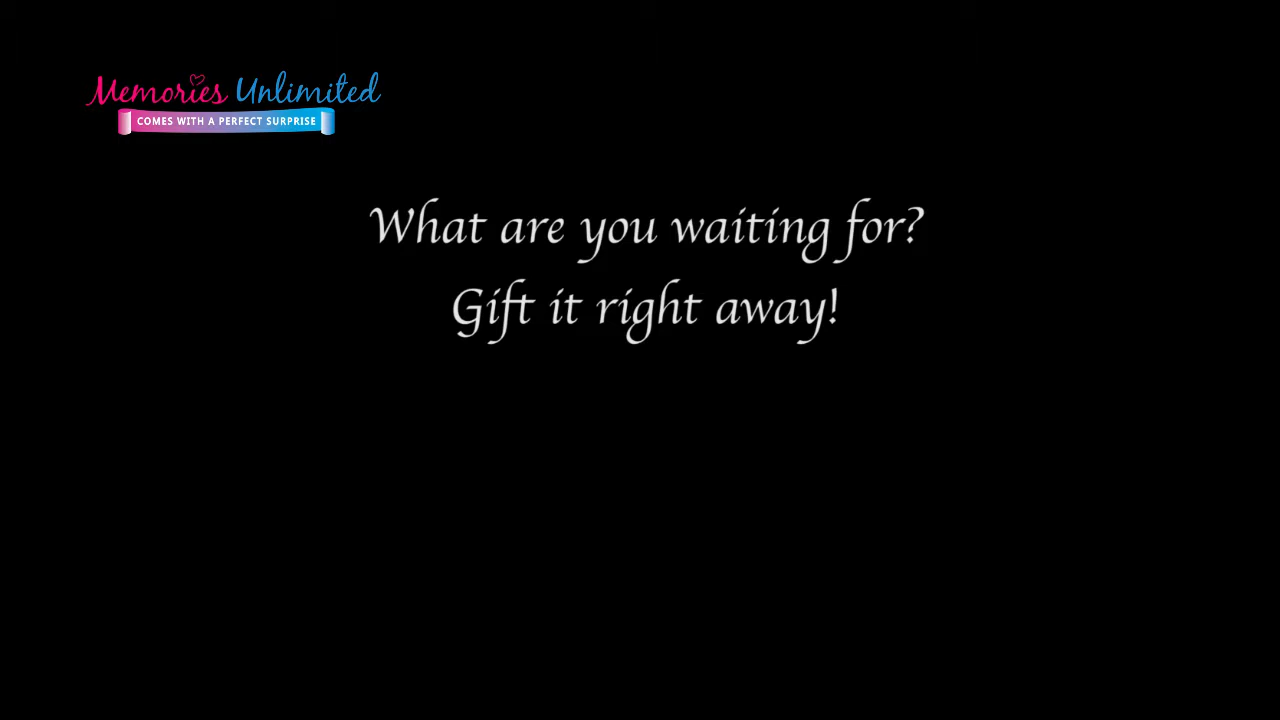 Memories Unlimited
COMES WITH A PERFECT SURPRISE
What are you waiting for?
Gift it right away!